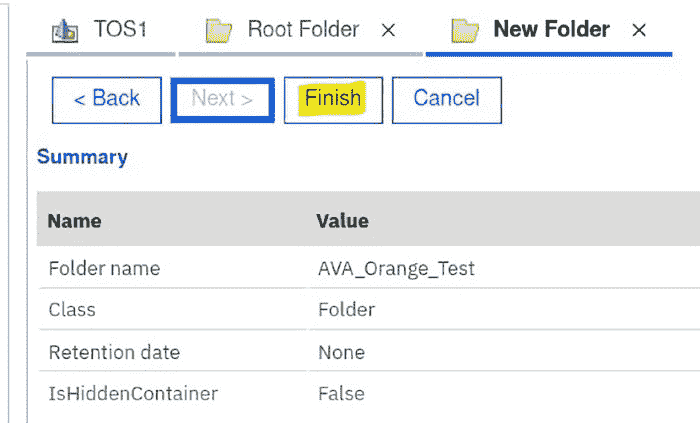 TOS1 Root Folder × New Folder ×
< Back Next > Finish Cancel
Summary
Name Value
Folder name AVA_Orange_Test
Class Folder
Retention date None
IsHiddenContainer False